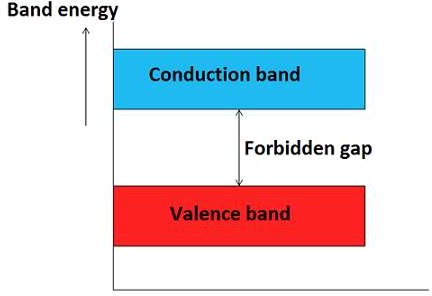 Band energy
Conduction band
Forbidden gap
Valence band